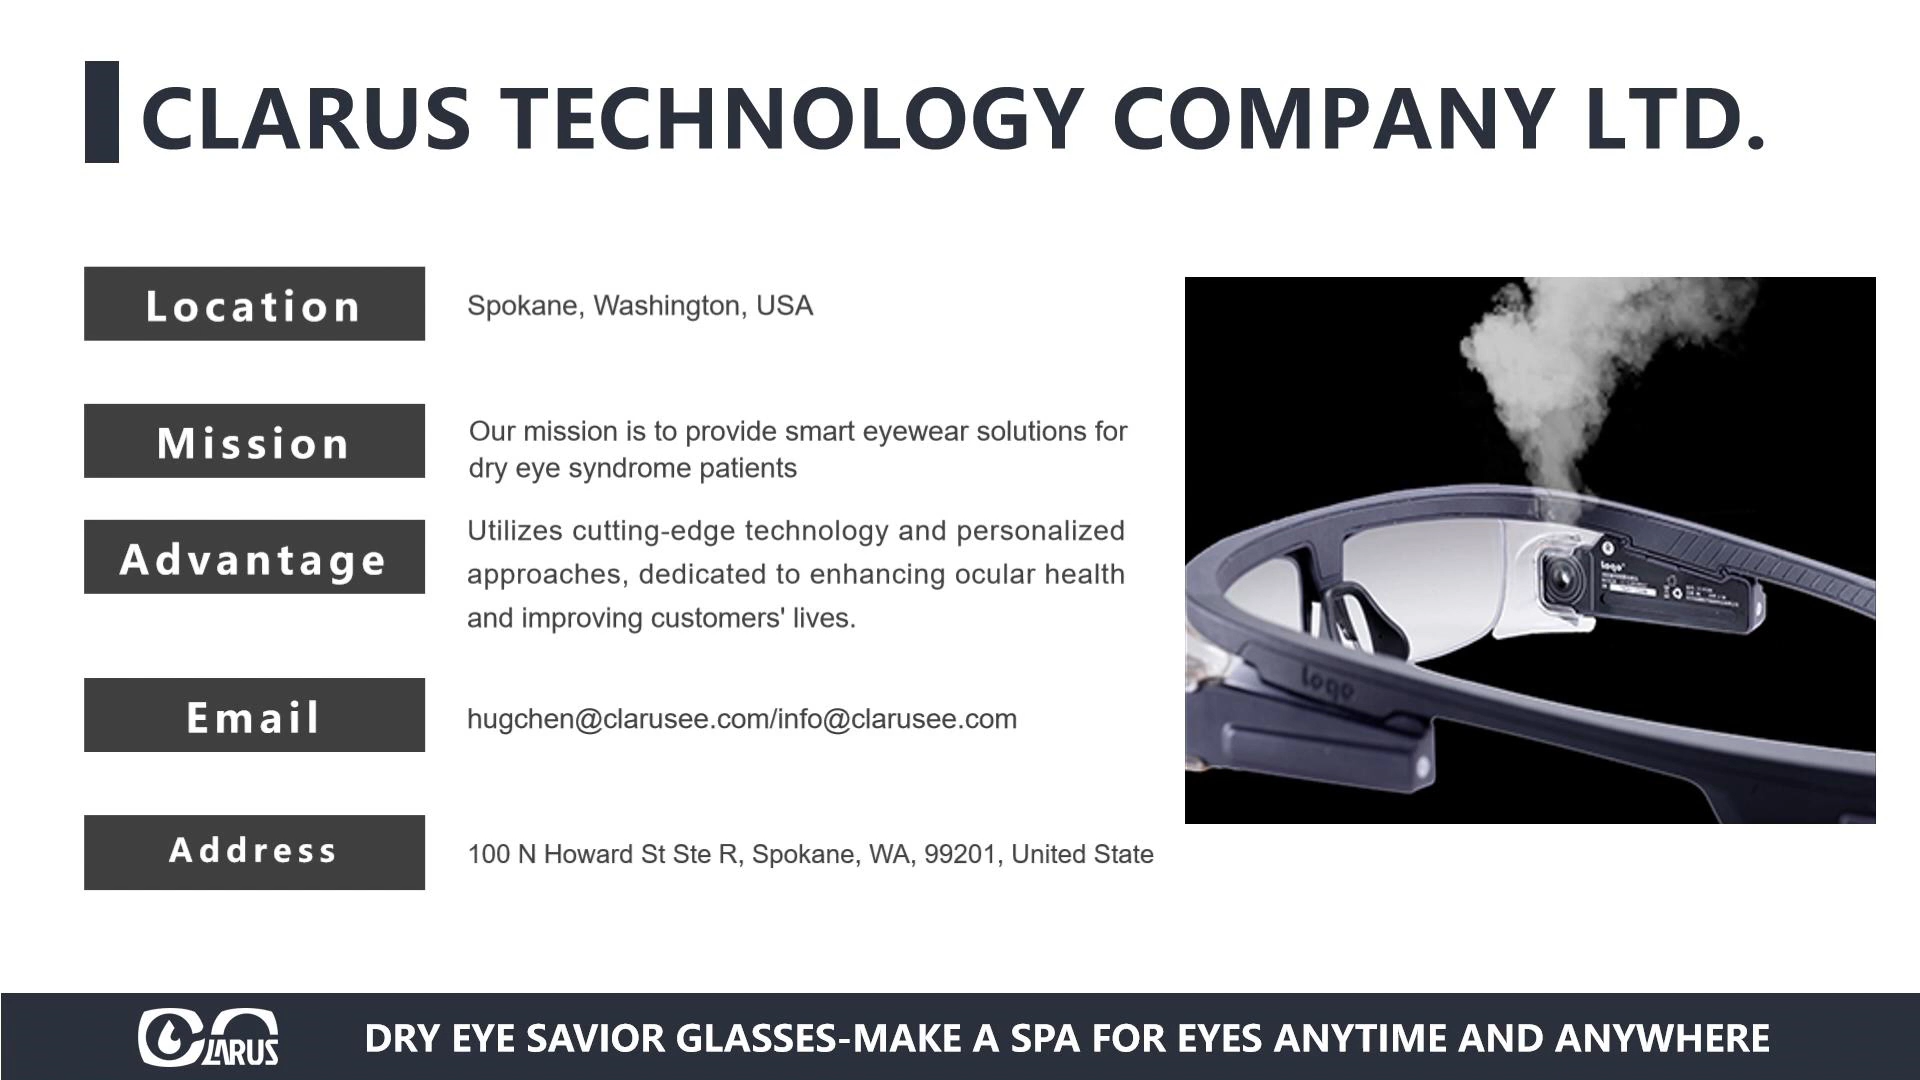 CLARUS TECHNOLOGY COMPANY LTD.
Location
Spokane, Washington, USA
Mission
Our mission is to provide smart eyewear solutions for
dry eye syndrome patients
Advantage
Utilizes cutting-edge technology and personalized
approaches, dedicated to enhancing ocular health
and improving customers' lives.
Email
hugchen@clarusee.com/info@clarusee.com
Address
100 N Howard St Ste R, Spokane, WA, 99201, United State
logo
logo
CLARUS
DRY EYE SAVIOR GLASSES-MAKE A SPA FOR EYES ANYTIME AND ANYWHERE